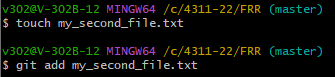 v302@V-302B-12 MINGW64 /c/4311-22/FRR (master)
$ touch my_second_file.txt
v302@V-302B-12 MINGW64 /c/4311-22/FRR (master)
$ git add my_second_file.txt